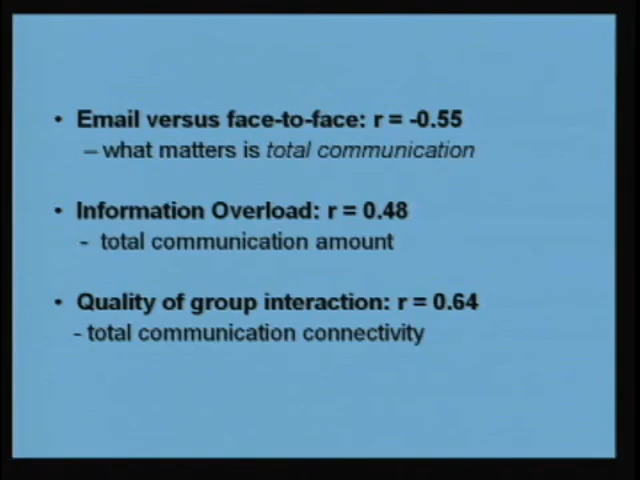 • Email versus face-to-face: r = -0.55
– what matters is total communication
• Information Overload: r = 0.48
- total communication amount
• Quality of group interaction: r = 0.64
- total communication connectivity